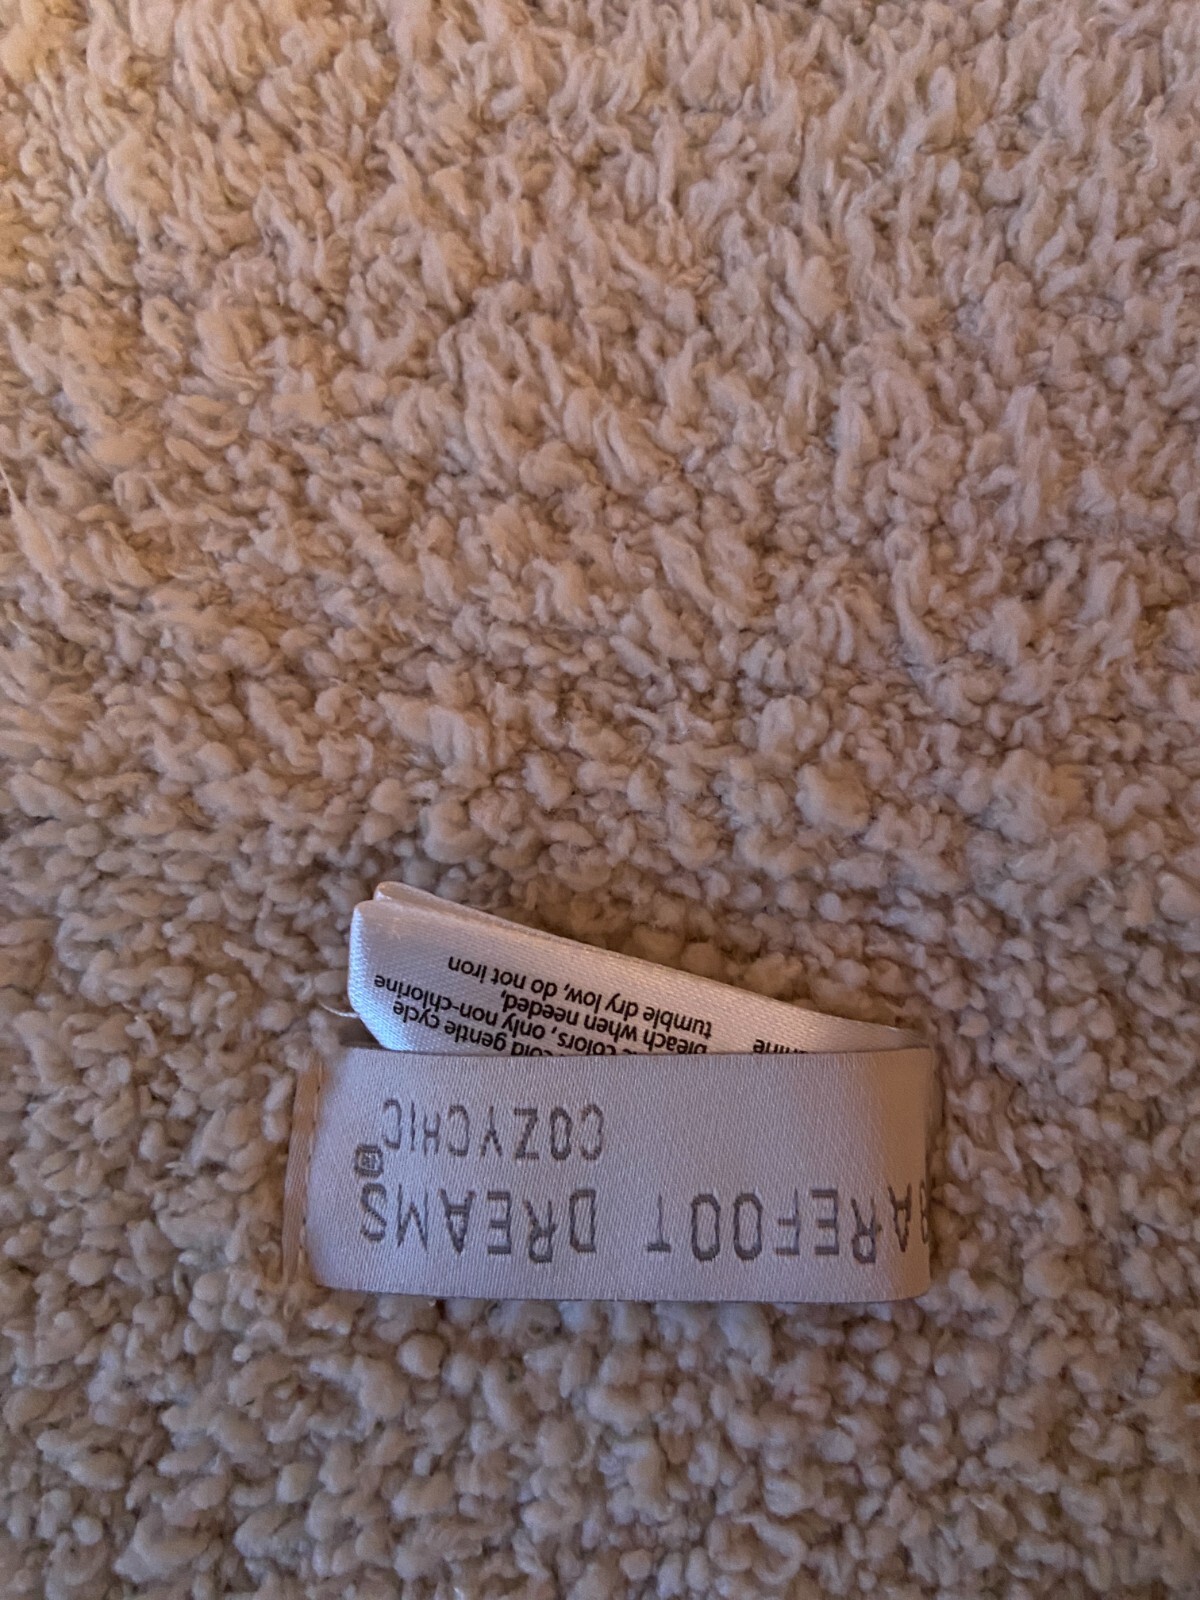 BAREFOOT DREAMS®
COZYCHIC
cold gentle cycle
colors, only non-chlorine
bleach when needed,
tumble dry low, do not iron